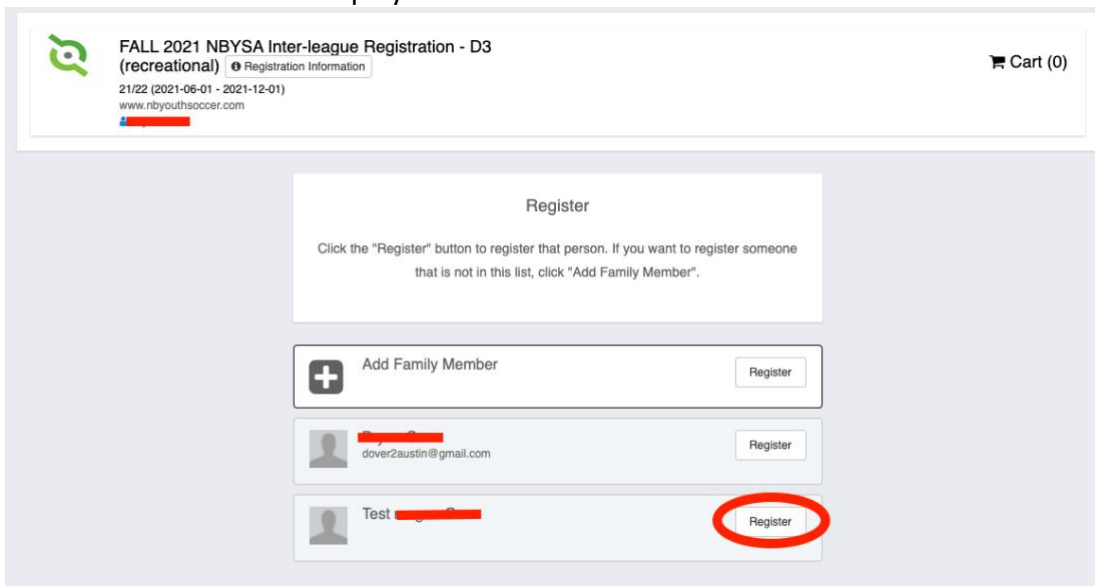 FALL 2021 NBYSA Inter-league Registration - D3
(recreational) Registration Information
Cart (0)
21/22 (2021-06-01 - 2021-12-01)
www.nbyouthsoccer.com
Register
Click the "Register" button to register that person. If you want to register someone
that is not in this list, click "Add Family Member".
Add Family Member
Register
dover2austin@gmail.com
Register
Test
Register